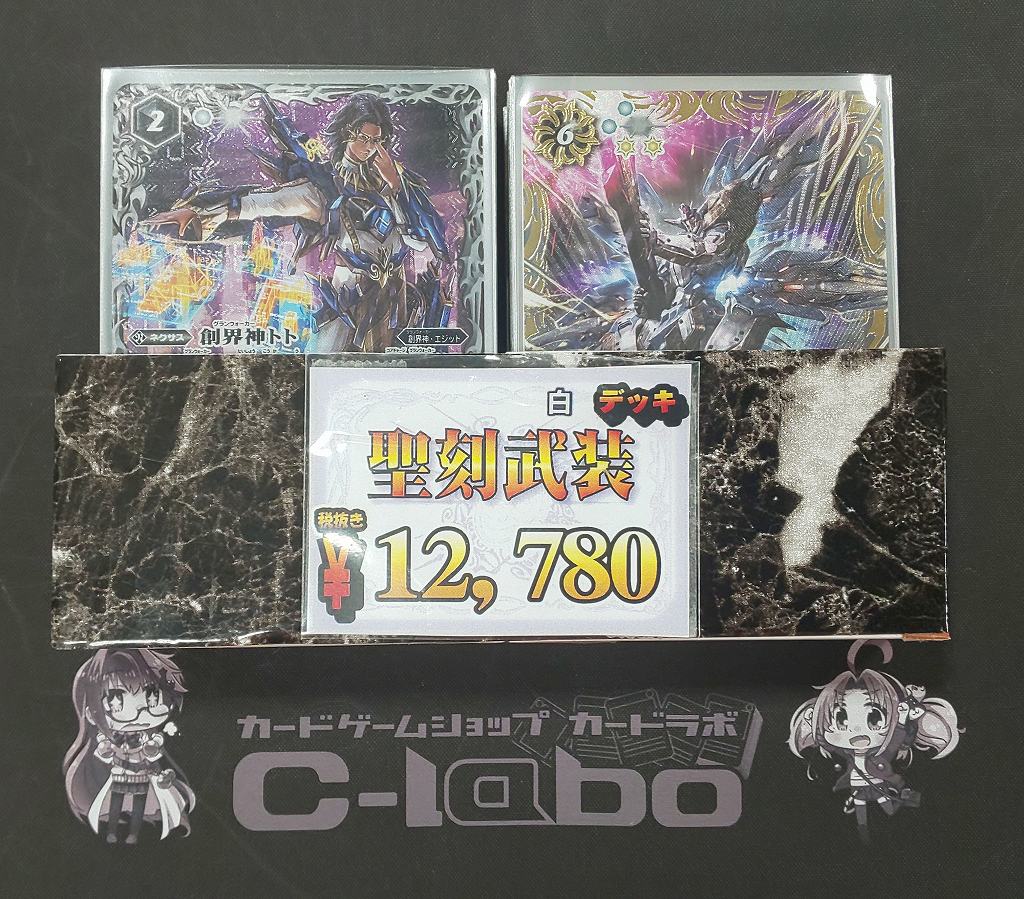 2
6
グランウォーカー
ネクサス 創界神トト
創界神・エジット
白 デッキ
聖刻武装
税抜き
¥12,780
カードゲームショップ カードラボ
C-labo